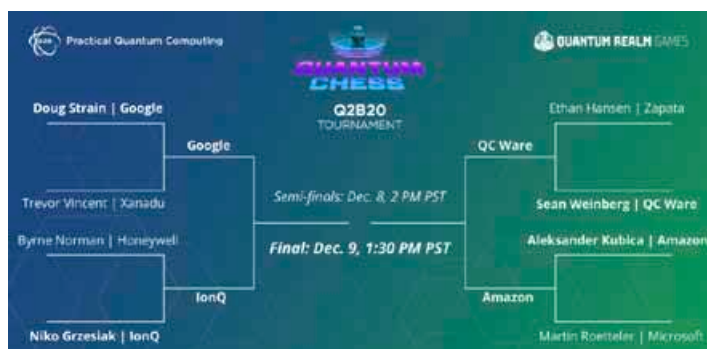 Practical Quantum Computing
QUANTUM REALM GAMES
QUANTUM
CHESS
Q2B20
TOURNAMENT
Doug Strain | Google
Google
Trevor Vincent | Xanadu
Byrne Norman | Honeywell
IonQ
Niko Grzesiak | IonQ
Semi-finals: Dec. 8, 2 PM PST
Final: Dec. 9, 1:30 PM PST
Ethan Hansen | Zapata
QC Ware
Sean Weinberg | QC Ware
Aleksander Kubica | Amazon
Amazon
Martin Roetteler | Microsoft